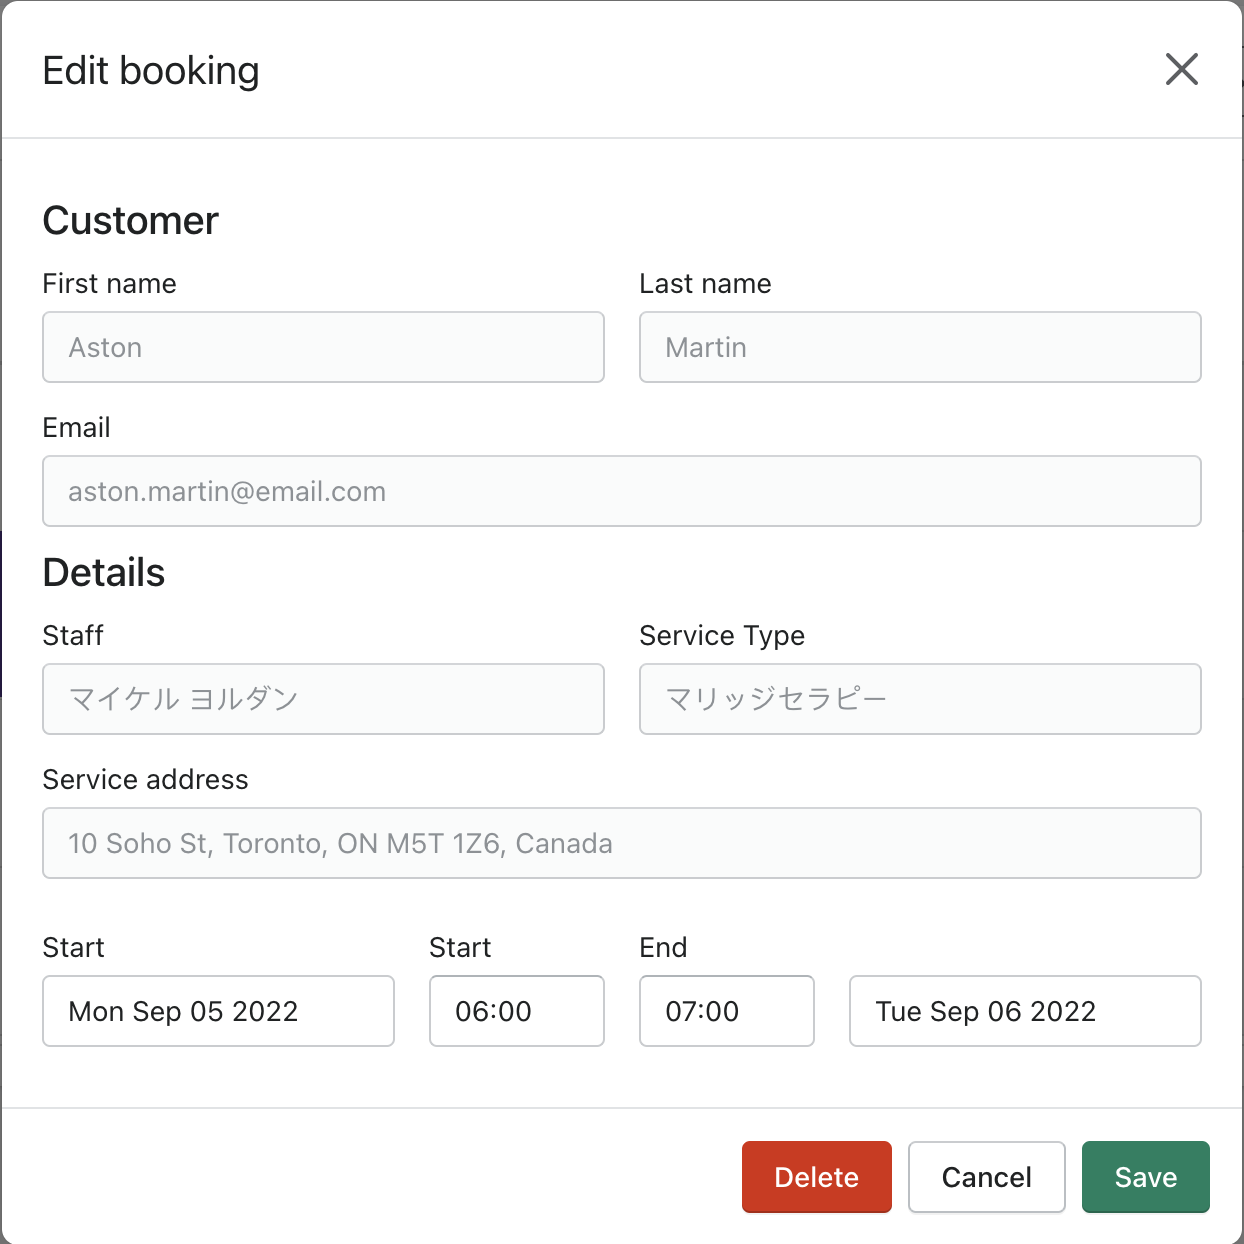 Edit booking
Customer
First name
Last name
Aston
Martin
Email
aston.martin@email.com
Details
Staff
Service Type
マイケル ヨルダン
マリッジセラピー
Service address
10 Soho St, Toronto, ON M5T 1Z6, Canada
Start
Start
End
Mon Sep 05 2022
06:00
07:00
Tue Sep 06 2022
Delete
Cancel
Save